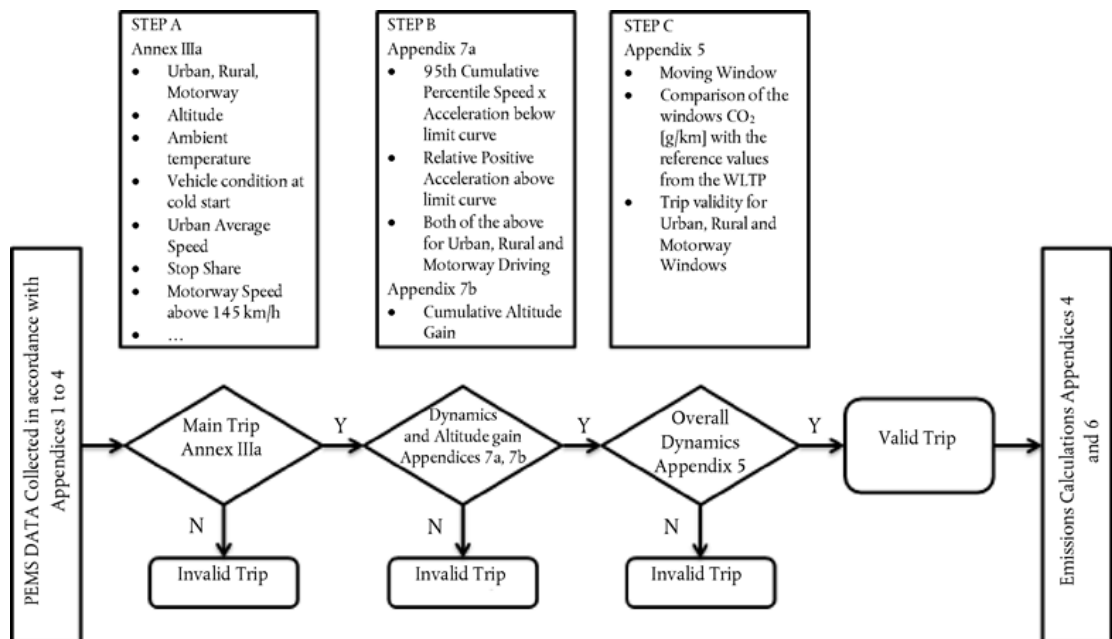 STEP A
Annex IIIa
• Urban, Rural,
Motorway
• Altitude
• Ambient
temperature
• Vehicle condition at
cold start
• Urban Average
Speed
• Stop Share
• Motorway Speed
above 145 km/h
• ...
STEP B
Appendix 7a
• 95th Cumulative
Percentile Speed x
Acceleration below
limit curve
• Relative Positive
Acceleration above
limit curve
• Both of the above
for Urban, Rural and
Motorway Driving
Appendix 7b
• Cumulative Altitude
Gain
STEP C
Appendix 5
• Moving Window
• Comparison of the
windows CO₂
[g/km] with the
reference values
from the WLTP
• Trip validity for
Urban, Rural and
Motorway
Windows
PEMS DATA Collected in accordance with
Appendices 1 to 4
Main Trip
Annex IIIa
Y
N
Invalid Trip
Dynamics
and Altitude gain
Appendices 7a, 7b
Y
N
Invalid Trip
Overall
Dynamics
Appendix 5
Y
N
Invalid Trip
Valid Trip
Emissions Calculations Appendices 4
and 6